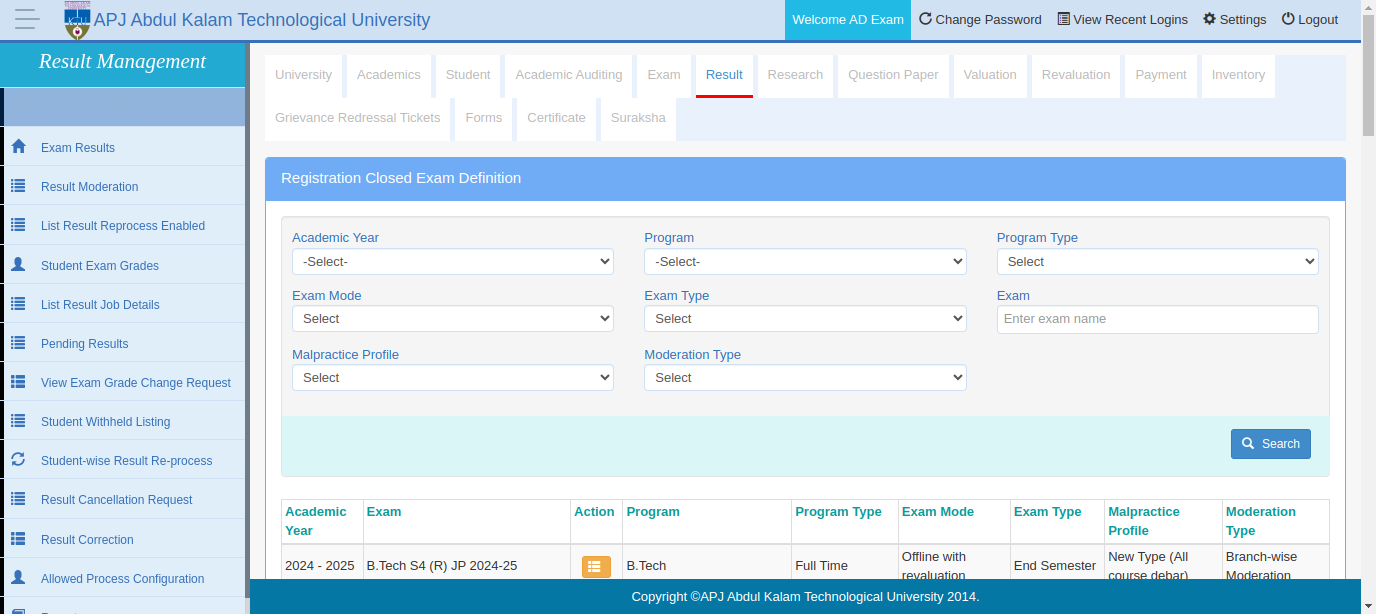 APJ Abdul Kalam Technological University
Welcome AD Exam Change Password View Recent Logins Settings Logout
Result Management
Exam Results
Result Moderation
List Result Reprocess Enabled
Student Exam Grades
List Result Job Details
Pending Results
View Exam Grade Change Request
Student Withheld Listing
Student-wise Result Re-process
Result Cancellation Request
Result Correction
Allowed Process Configuration
University Academics Student Academic Auditing Exam Result Research Question Paper Valuation Revaluation Payment Inventory
Grievance Redressal Tickets Forms Certificate Suraksha
Registration Closed Exam Definition
Academic Year Program Program Type
-Select- -Select- Select
Exam Mode Exam Type Exam
Select Select Enter exam name
Malpractice Profile Moderation Type
Select Select
Search
Academic Year Exam Action Program Program Type Exam Mode Exam Type Malpractice Profile Moderation Type
2024 - 2025 B.Tech S4 (R) JP 2024-25 B.Tech Full Time Offline with revaluation End Semester New Type (All course debar) Branch-wise Moderation
Copyright ©APJ Abdul Kalam Technological University 2014.